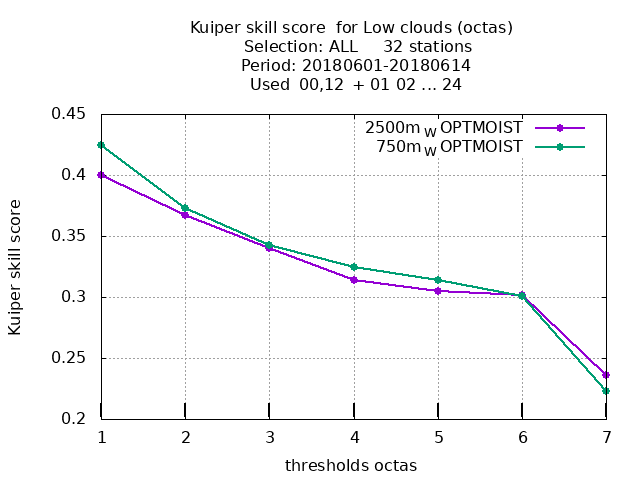 Kuiper skill score  for Low clouds (octas)
Selection: ALL     32 stations
Period: 20180601-20180614
Used  00,12  + 01 02 ... 24
2500m W OPTMOIST
750m W OPTMOIST
0.45
0.4
0.35
0.3
0.25
0.2
Kuiper skill score
1 2 3 4 5 6 7
thresholds octas